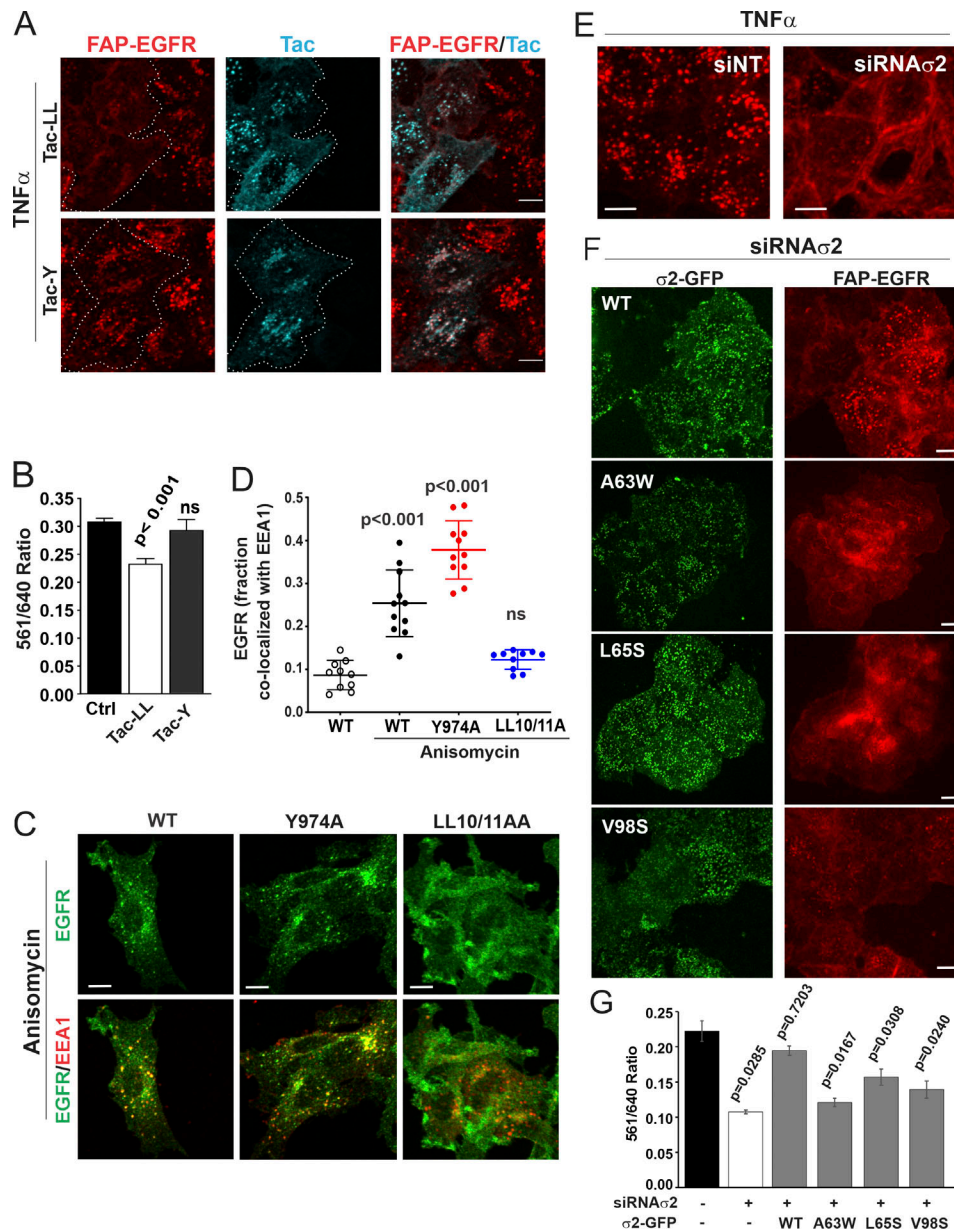 A
FAP-EGFR
Tac
FAP-EGFR/Tac
TNFα
Tac-LL
Tac-Y
B
561/640 Ratio
0.35
0.30
0.25
0.20
0.15
0.10
0.05
0.00
p< 0.001
ns
Ctrl
Tac-LL
Tac-Y
D
EGFR (fraction
co-localized with EEA1)
0.5
0.4
0.3
0.2
0.1
0.0
p<0.001
p<0.001
ns
WT
WT
Y974A
LL10/11A
Anisomycin
C
WT
Y974A
LL10/11AA
Anisomycin
EGFR
EGFR/EEA1
E
TNFα
siNT
siRNAσ2
F
siRNAσ2
σ2-GFP
FAP-EGFR
WT
A63W
L65S
V98S
G
561/640 Ratio
0.25
0.20
0.15
0.10
0.05
0.00
p=0.0285
p=0.7203
p=0.0167
p=0.0308
p=0.0240
siRNAσ2 - + + + + +
σ2-GFP - - WT A63W L65S V98S